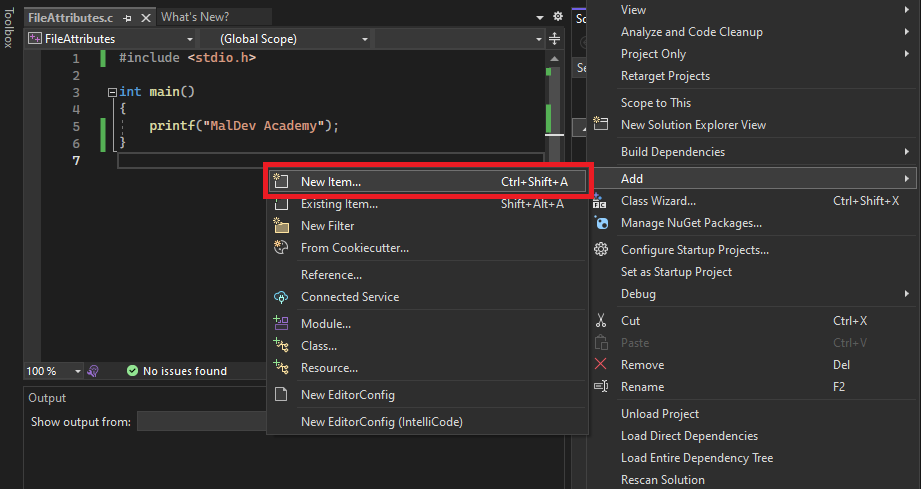 Toolbox
FileAttributes.c
What's New?
FileAttributes
(Global Scope)
1 #include <stdio.h>
2
3 int main()
4 {
5 printf("MalDev Academy");
6 }
7
100 %
No issues found
Output
Show output from:
New Item... Ctrl+Shift+A
Existing Item... Shift+Alt+A
New Filter
From Cookiecutter...
Reference...
Connected Service
Module...
Class...
Resource...
New EditorConfig
New EditorConfig (IntelliCode)
View
Analyze and Code Cleanup
Project Only
Retarget Projects
Scope to This
New Solution Explorer View
Build Dependencies
Add
Class Wizard... Ctrl+Shift+X
Manage NuGet Packages...
Configure Startup Projects...
Set as Startup Project
Debug
Cut Ctrl+X
Paste Ctrl+V
Remove Del
Rename F2
Unload Project
Load Direct Dependencies
Load Entire Dependency Tree
Rescan Solution